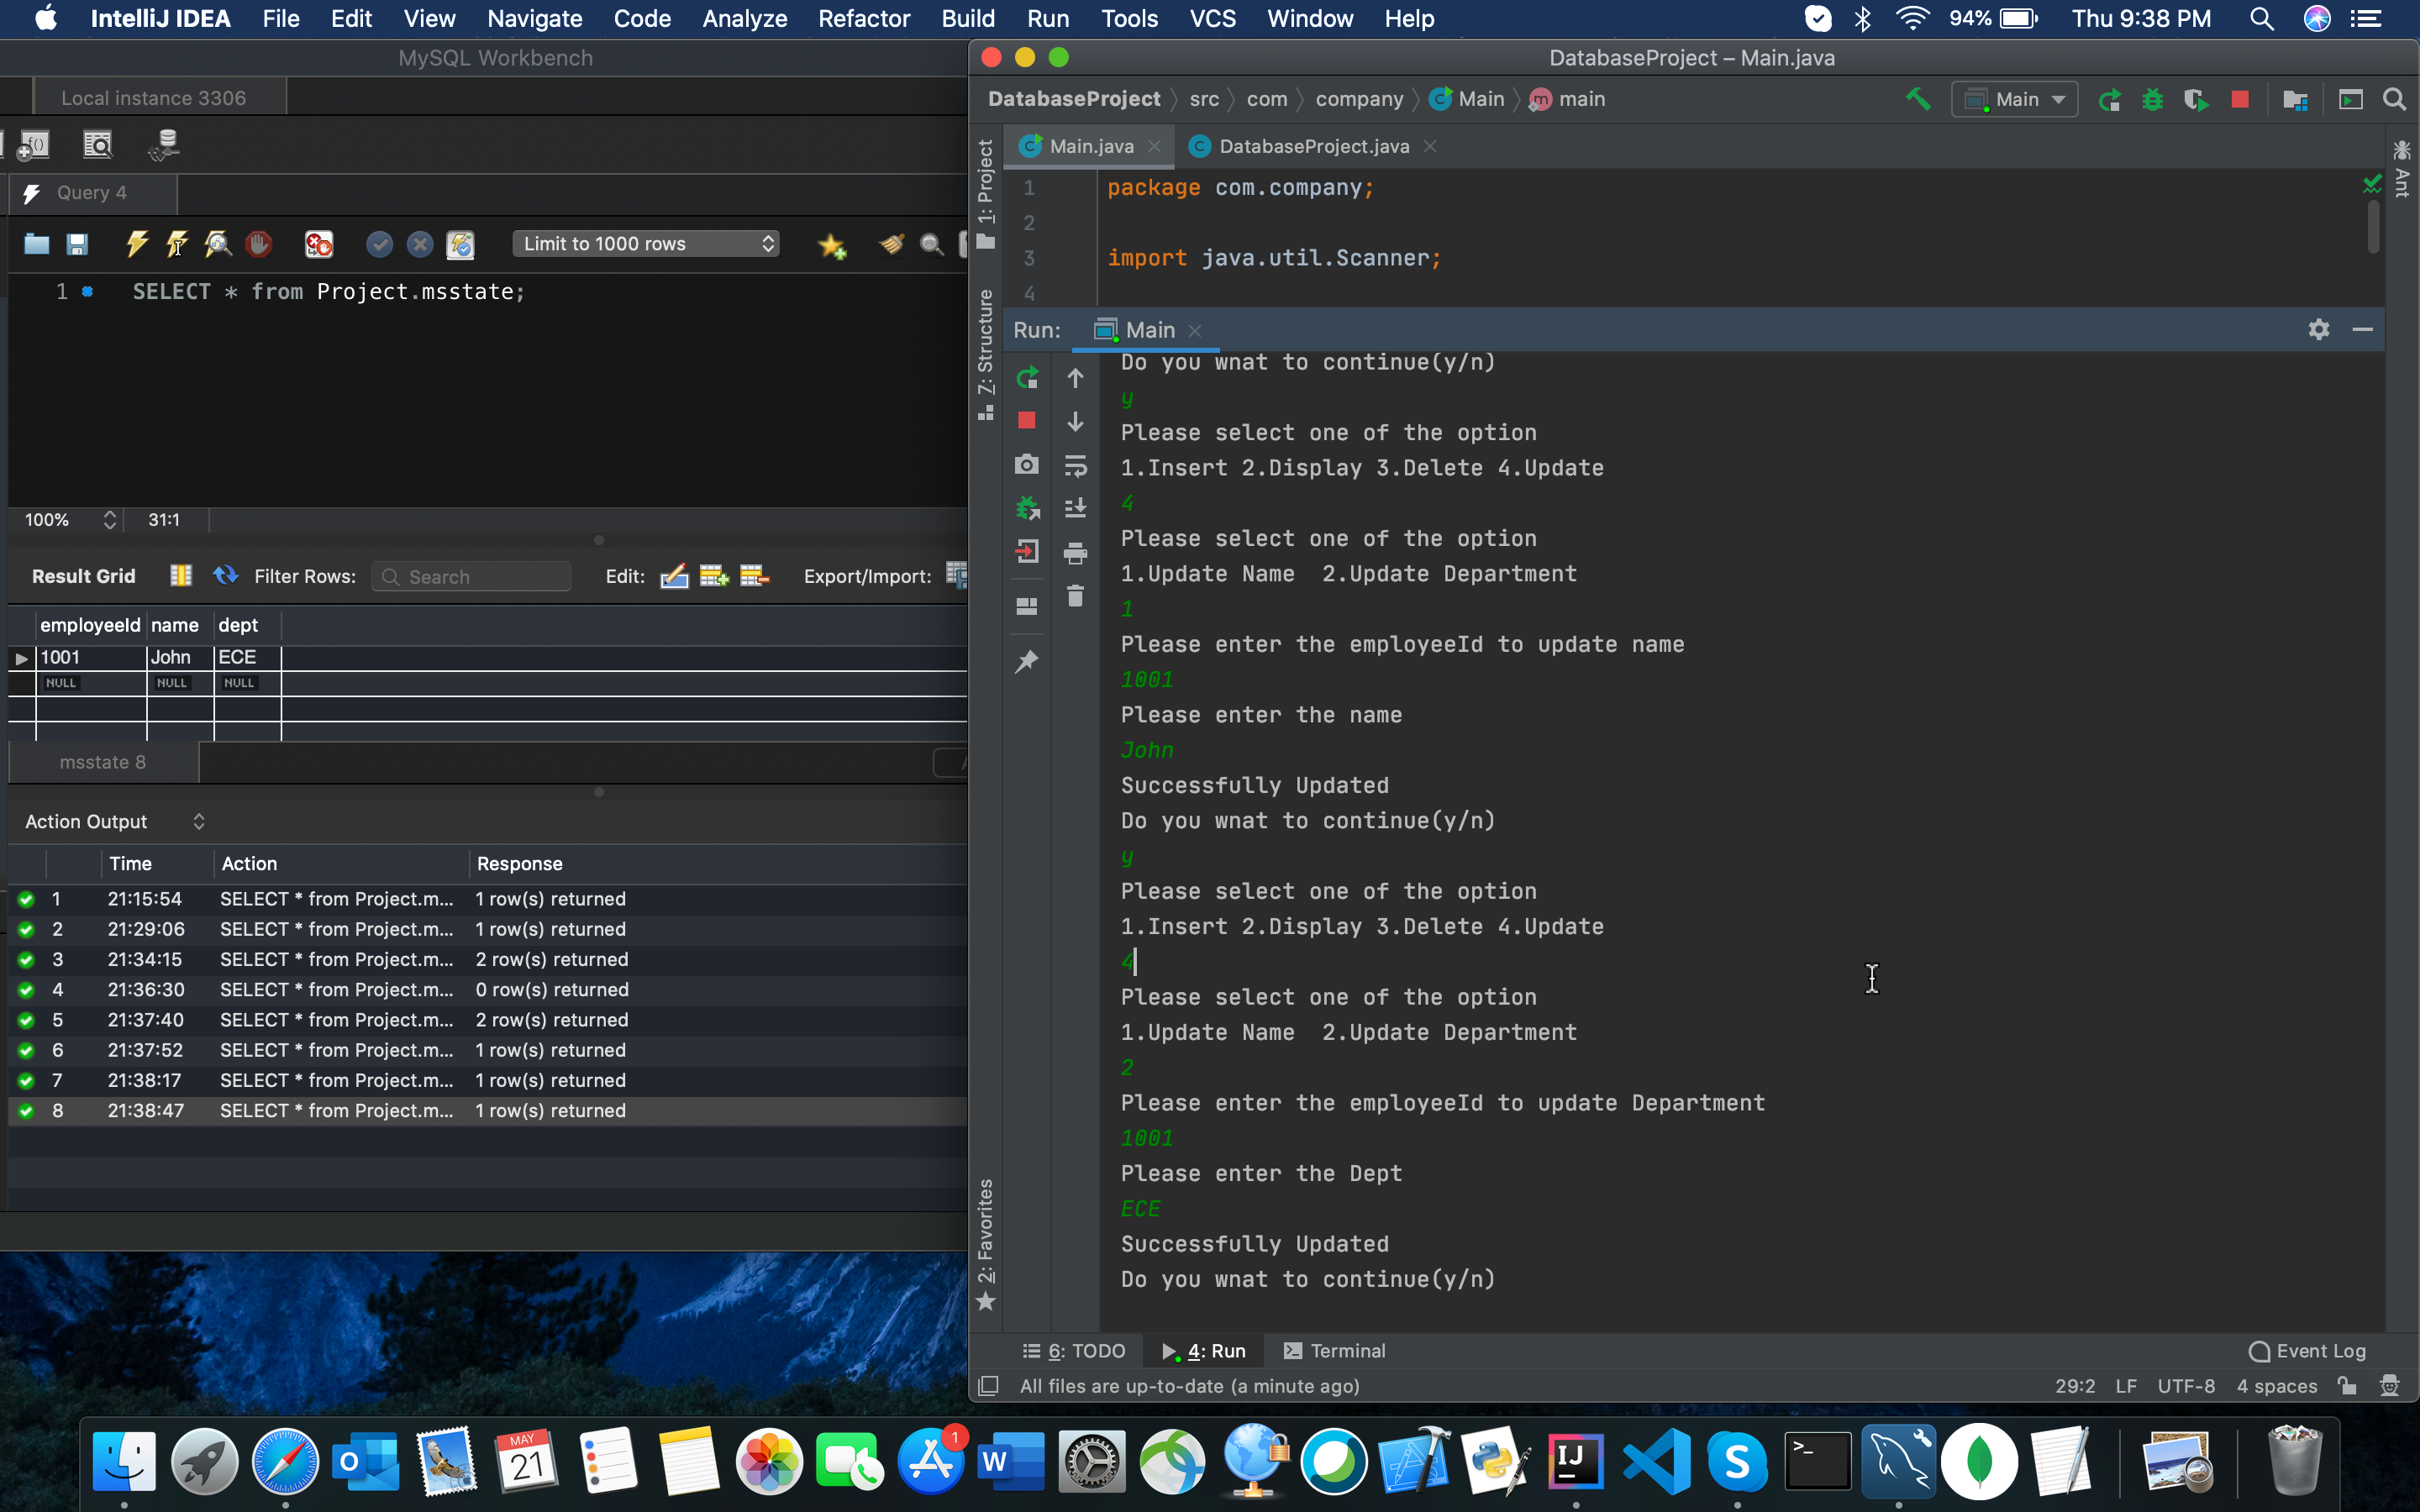 IntelliJ IDEA File Edit View Navigate Code Analyze Refactor Build Run Tools VCS Window Help 94% Thu 9:38 PM
MySQL Workbench
Local instance 3306
Query 4
Limit to 1000 rows
1 SELECT * from Project.msstate;
100% 31:1
Result Grid Filter Rows: Search Edit: Export/Import:
employeeId name dept
1001 John ECE
NULL NULL NULL
msstate 8
Action Output
Time Action Response
1 21:15:54 SELECT * from Project.m... 1 row(s) returned
2 21:29:06 SELECT * from Project.m... 1 row(s) returned
3 21:34:15 SELECT * from Project.m... 2 row(s) returned
4 21:36:30 SELECT * from Project.m... 0 row(s) returned
5 21:37:40 SELECT * from Project.m... 2 row(s) returned
6 21:37:52 SELECT * from Project.m... 1 row(s) returned
7 21:38:17 SELECT * from Project.m... 1 row(s) returned
8 21:38:47 SELECT * from Project.m... 1 row(s) returned
DatabaseProject – Main.java
DatabaseProject src com company Main main Main
Main.java DatabaseProject.java
1: Project
Z: Structure
2: Favorites
Ant
1 package com.company;
2
3 import java.util.Scanner;
4
Run: Main
Do you wnat to continue(y/n)
y
Please select one of the option
1.Insert 2.Display 3.Delete 4.Update
4
Please select one of the option
1.Update Name 2.Update Department
1
Please enter the employeeId to update name
1001
Please enter the name
John
Successfully Updated
Do you wnat to continue(y/n)
y
Please select one of the option
1.Insert 2.Display 3.Delete 4.Update
4
Please select one of the option
1.Update Name 2.Update Department
2
Please enter the employeeId to update Department
1001
Please enter the Dept
ECE
Successfully Updated
Do you wnat to continue(y/n)
6: TODO 4: Run Terminal Event Log
All files are up-to-date (a minute ago) 29:2 LF UTF-8 4 spaces
MAY
21
1
W
IJ
S